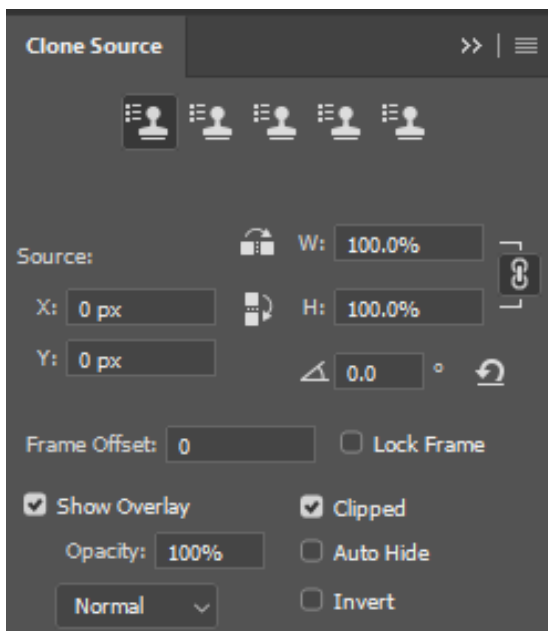 Clone Source
W: 100.0%
Source:
X: 0 px
H: 100.0%
Y: 0 px
0.0 °
Frame Offset: 0
Lock Frame
Show Overlay
Clipped
Opacity: 100%
Auto Hide
Normal
Invert